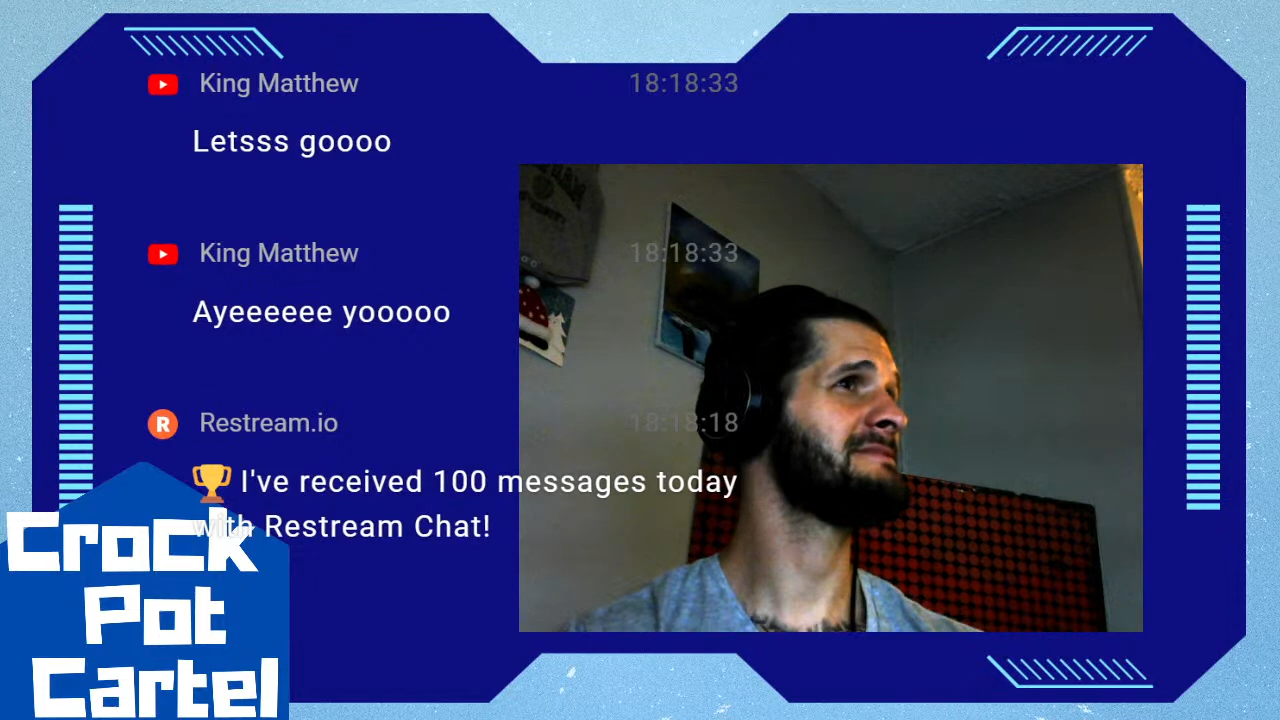 King Matthew 18:18:33
Letsss goooo
King Matthew 18:18:33
Ayeeeeee yooooo
R Restream.io 18:18:18
🏆 I've received 100 messages today
with Restream Chat!
Crock
Pot
Cartel